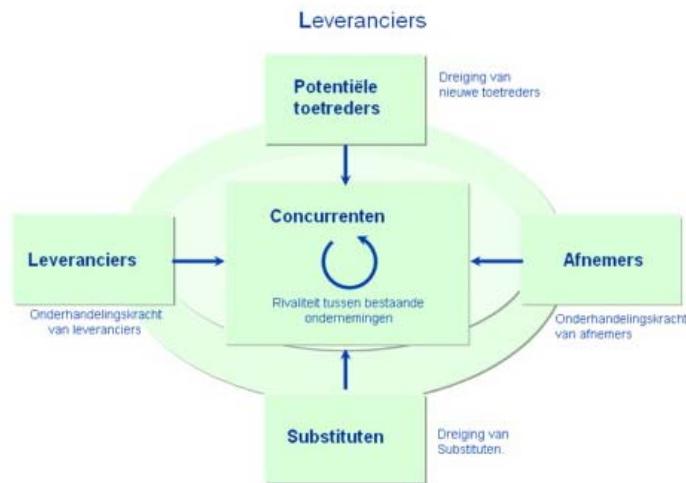 Leveranciers
Potentiële
toetreders
Dreiging van
nieuwe toetreders
Concurrenten
Rivaliteit tussen bestaande
ondernemingen
Leveranciers
Onderhandelingskracht
van leveranciers
Afnemers
Onderhandelingskracht
van afnemers
Substituten
Dreiging van
Substituten.